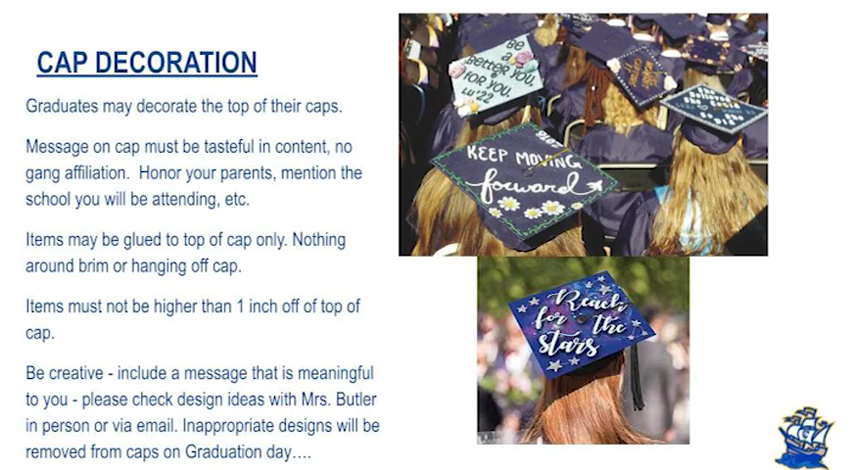 CAP DECORATION
Graduates may decorate the top of their caps.
Message on cap must be tasteful in content, no
gang affiliation. Honor your parents, mention the
school you will be attending, etc.
Items may be glued to top of cap only. Nothing
around brim or hanging off cap.
Items must not be higher than 1 inch off of top of
cap.
Be creative - include a message that is meaningful
to you - please check design ideas with Mrs. Butler
in person or via email. Inappropriate designs will be
removed from caps on Graduation day….
Be
a
Better YOU,
FOR YOU.
LU'22
KEEP MOVING
forward
Reach
for the
stars